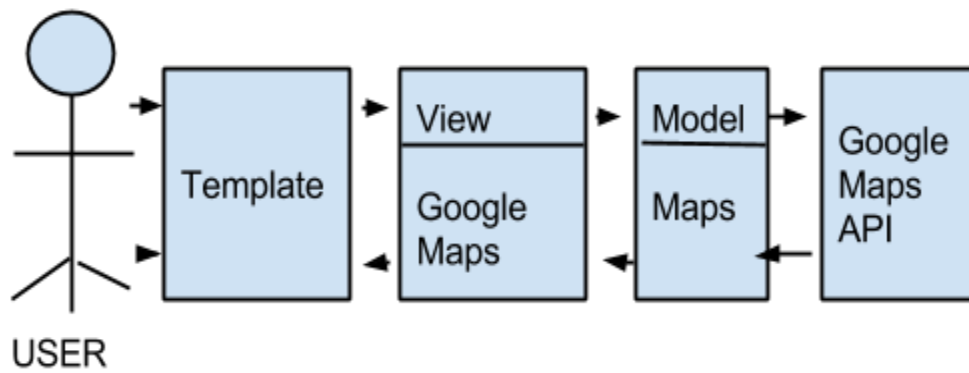 Template
View
Google
Maps
Model
Maps
Google
Maps
API
USER